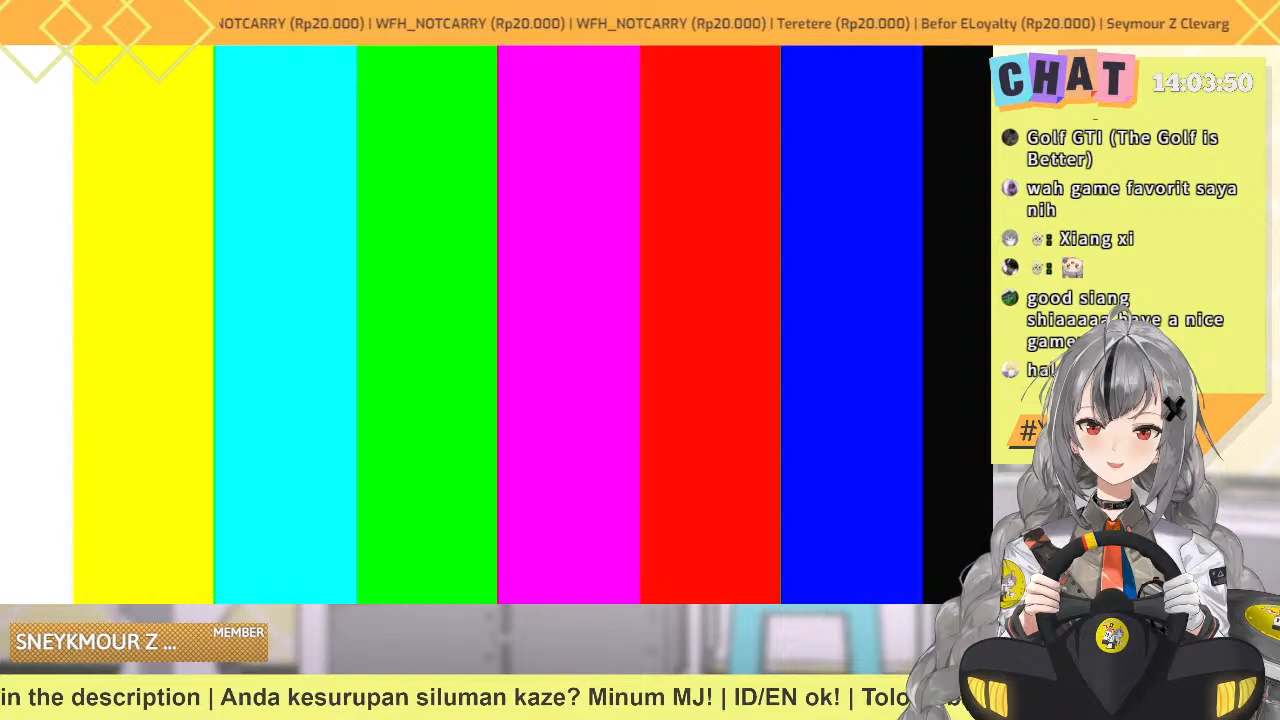 NOTCARRY (Rp20.000) | WFH_NOTCARRY (Rp20.000) | WFH_NOTCARRY (Rp20.000) | Teretere (Rp20.000) | Befor ELoyalty (Rp20.000) | Seymour Z Clevarg
CHAT 14:03:50
Golf GTI (The Golf is
Better)
wah game favorit saya
nih
Xiang xi
good siang
shiaaaaa have a nice
game
SNEYKMOUR Z ... MEMBER
in the description | Anda kesurupan siluman kaze? Minum MJ! | ID/EN ok! |